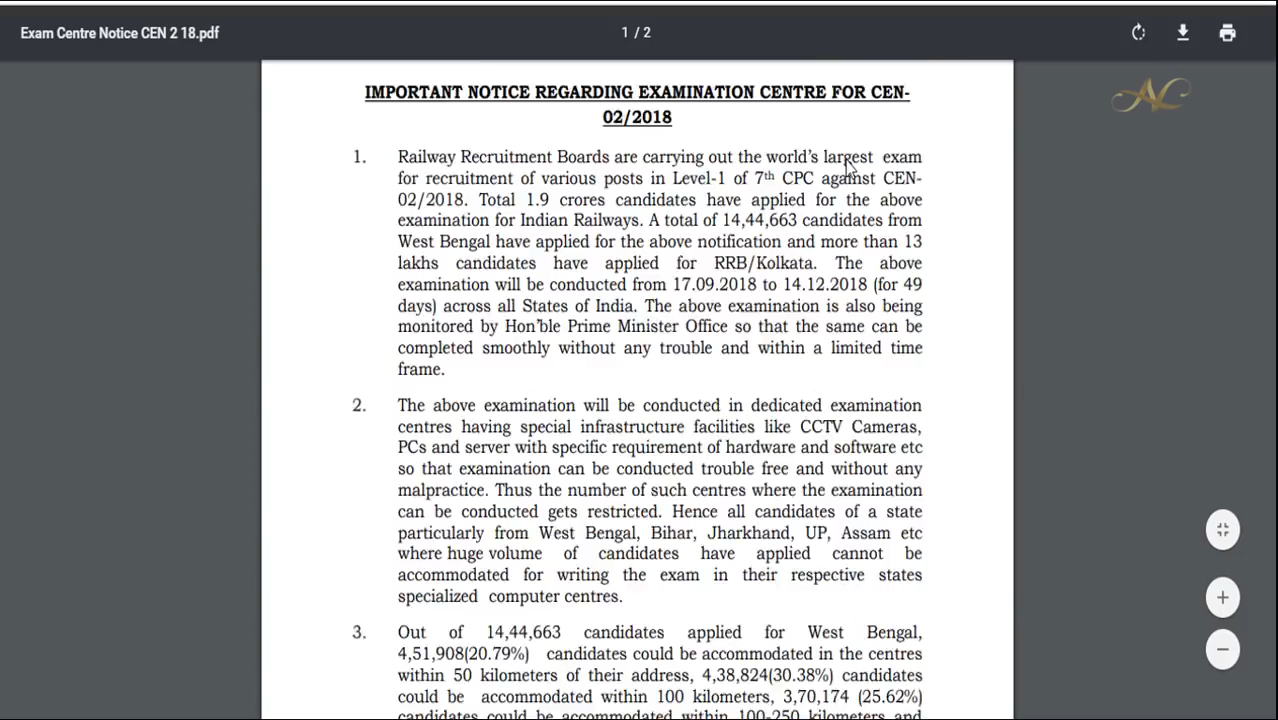 Exam Centre Notice CEN 2 18.pdf
1 / 2
IMPORTANT NOTICE REGARDING EXAMINATION CENTRE FOR CEN-
02/2018
1. Railway Recruitment Boards are carrying out the world's largest exam
for recruitment of various posts in Level-1 of 7th CPC against CEN-
02/2018. Total 1.9 crores candidates have applied for the above
examination for Indian Railways. A total of 14,44,663 candidates from
West Bengal have applied for the above notification and more than 13
lakhs candidates have applied for RRB/Kolkata. The above
examination will be conducted from 17.09.2018 to 14.12.2018 (for 49
days) across all States of India. The above examination is also being
monitored by Hon'ble Prime Minister Office so that the same can be
completed smoothly without any trouble and within a limited time
frame.
2. The above examination will be conducted in dedicated examination
centres having special infrastructure facilities like CCTV Cameras,
PCs and server with specific requirement of hardware and software etc
so that examination can be conducted trouble free and without any
malpractice. Thus the number of such centres where the examination
can be conducted gets restricted. Hence all candidates of a state
particularly from West Bengal, Bihar, Jharkhand, UP, Assam etc
where huge volume of candidates have applied cannot be
accommodated for writing the exam in their respective states
specialized computer centres.
3. Out of 14,44,663 candidates applied for West Bengal,
4,51,908(20.79%) candidates could be accommodated in the centres
within 50 kilometers of their address, 4,38,824(30.38%) candidates
could be accommodated within 100 kilometers, 3,70,174 (25.62%)
candidates could be accommodated within 100-250 kilometers and